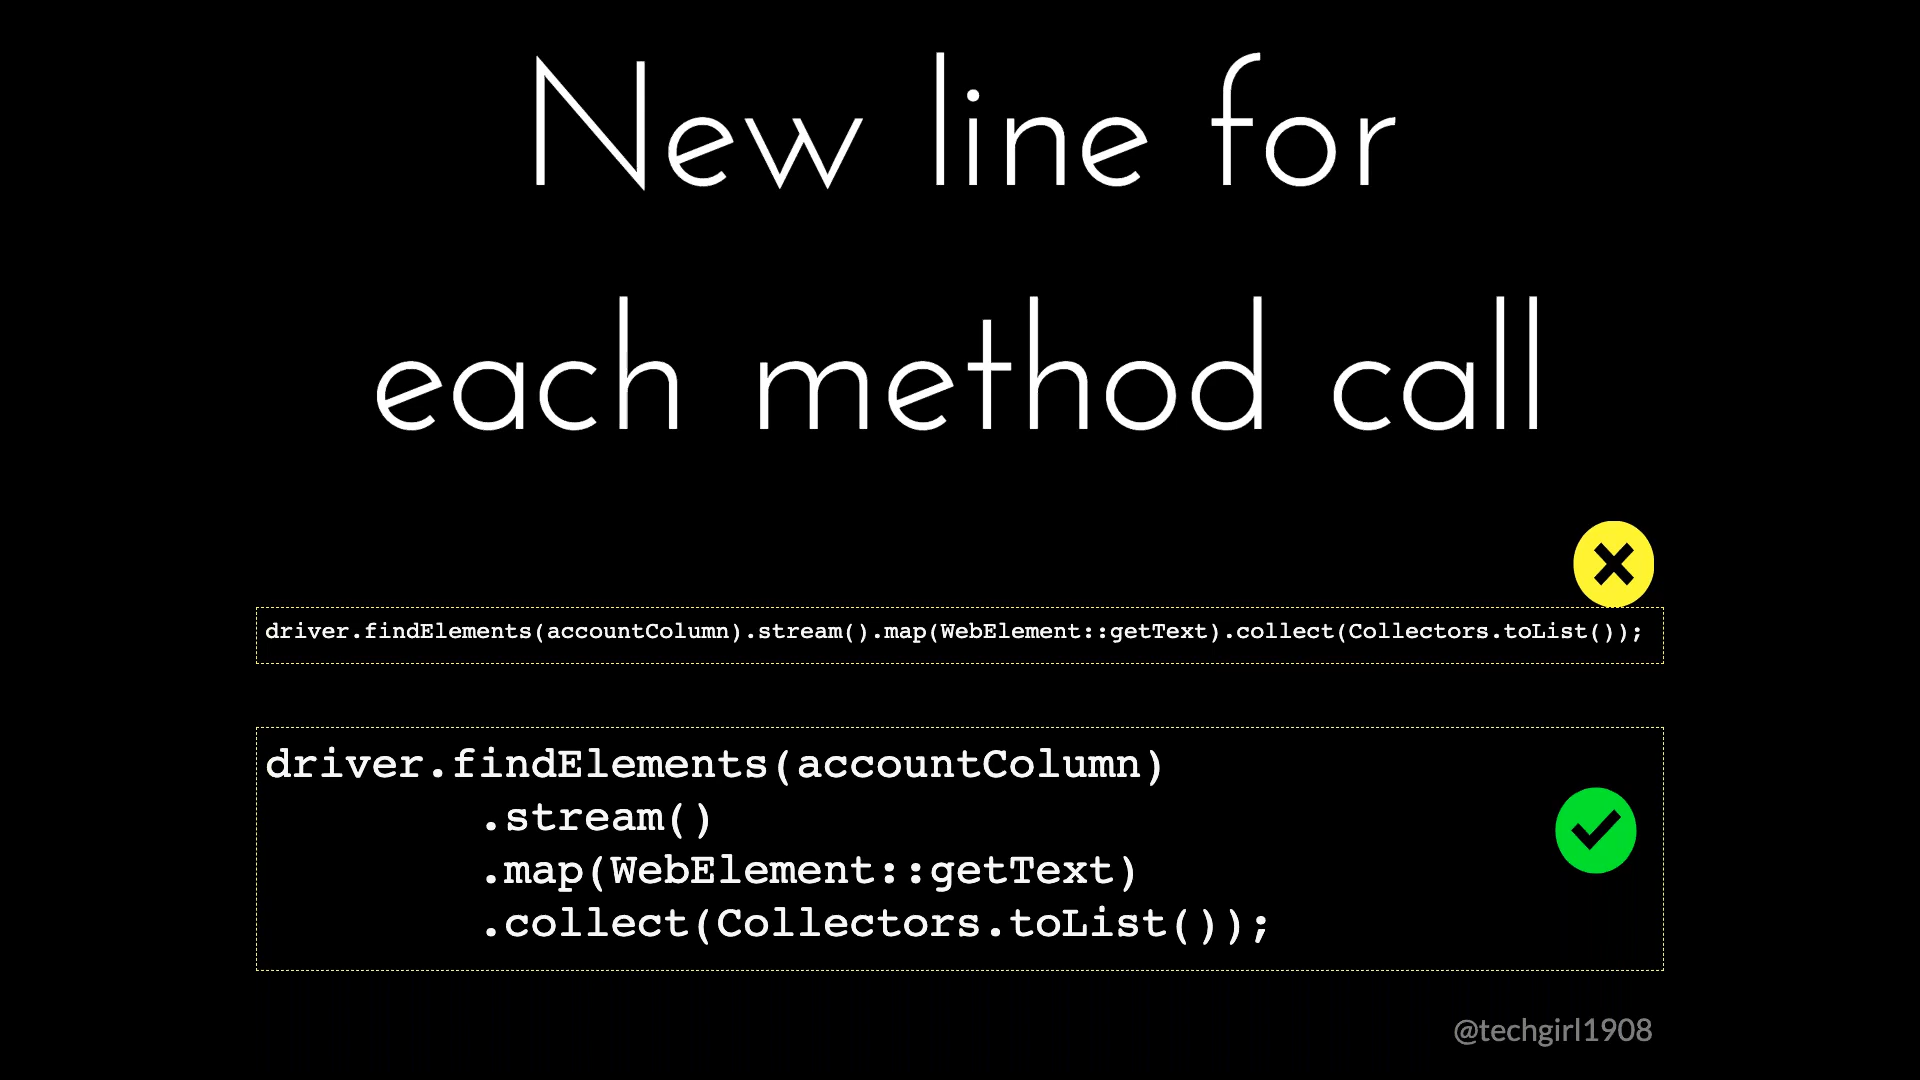 New line for
each method call
driver.findElements(accountColumn).stream().map(WebElement::getText).collect(Collectors.toList());
driver.findElements(accountColumn)
.stream()
.map(WebElement::getText)
.collect(Collectors.toList());
@techgirl1908